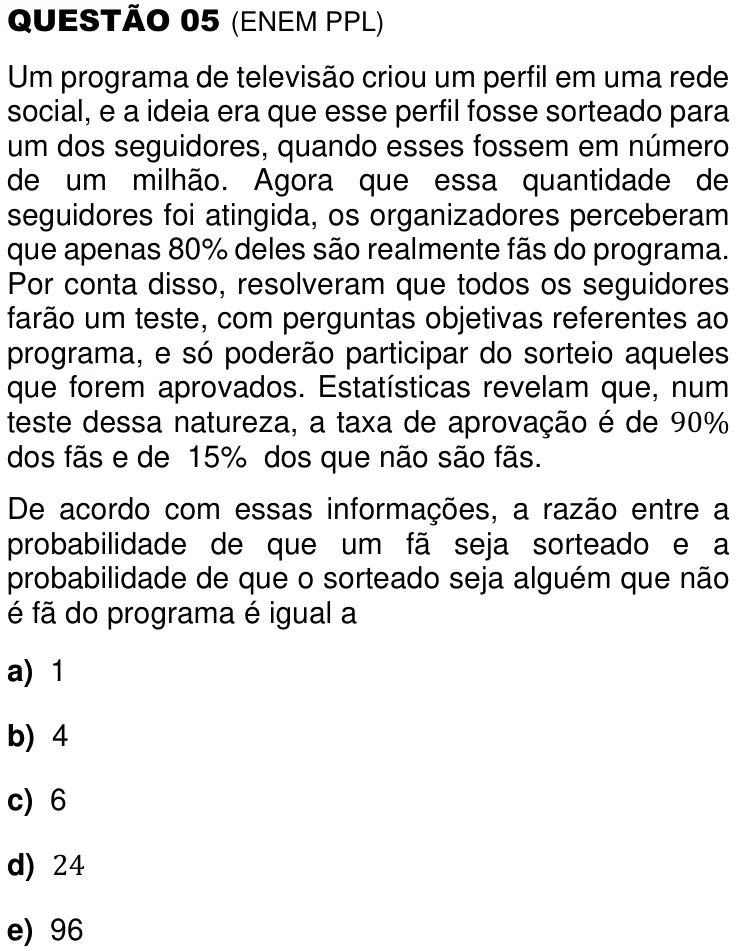 QUESTÃO 05 (ENEM PPL)
Um programa de televisão criou um perfil em uma rede
social, e a ideia era que esse perfil fosse sorteado para
um dos seguidores, quando esses fossem em número
de um milhão. Agora que essa quantidade de
seguidores foi atingida, os organizadores perceberam
que apenas 80% deles são realmente fãs do programa.
Por conta disso, resolveram que todos os seguidores
farão um teste, com perguntas objetivas referentes ao
programa, e só poderão participar do sorteio aqueles
que forem aprovados. Estatísticas revelam que, num
teste dessa natureza, a taxa de aprovação é de 90%
dos fãs e de 15% dos que não são fãs.
De acordo com essas informações, a razão entre a
probabilidade de que um fã seja sorteado e a
probabilidade de que o sorteado seja alguém que não
é fã do programa é igual a
a) 1
b) 4
c) 6
d) 24
e) 96